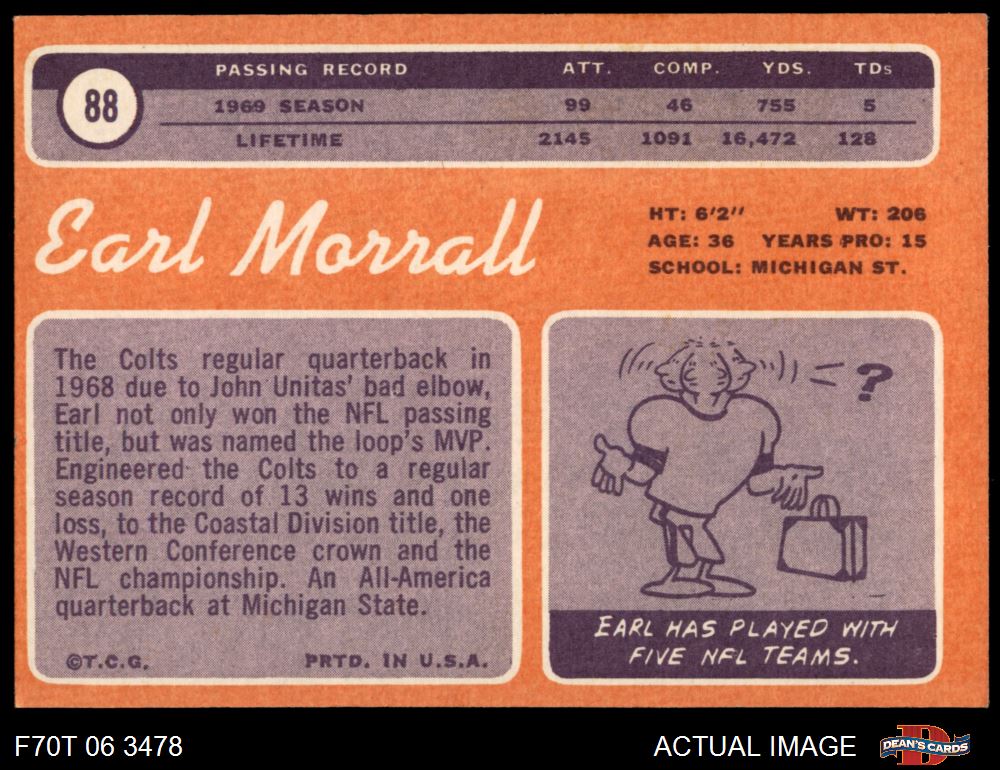 88
PASSING RECORD ATT. COMP. YDS. TDs
1969 SEASON 99 46 755 5
LIFETIME 2145 1091 16,472 128
Earl Morrall
HT: 6'2" WT: 206
AGE: 36 YEARS PRO: 15
SCHOOL: MICHIGAN ST.
The Colts regular quarterback in
1968 due to John Unitas' bad elbow,
Earl not only won the NFL passing
title, but was named the loop's MVP.
Engineered the Colts to a regular
season record of 13 wins and one
loss, to the Coastal Division title, the
Western Conference crown and the
NFL championship. An All-America
quarterback at Michigan State.
©T.C.G. PRTD. IN U.S.A.
?
EARL HAS PLAYED WITH
FIVE NFL TEAMS.
F70T 06 3478
ACTUAL IMAGE
DEAN'S CARDS